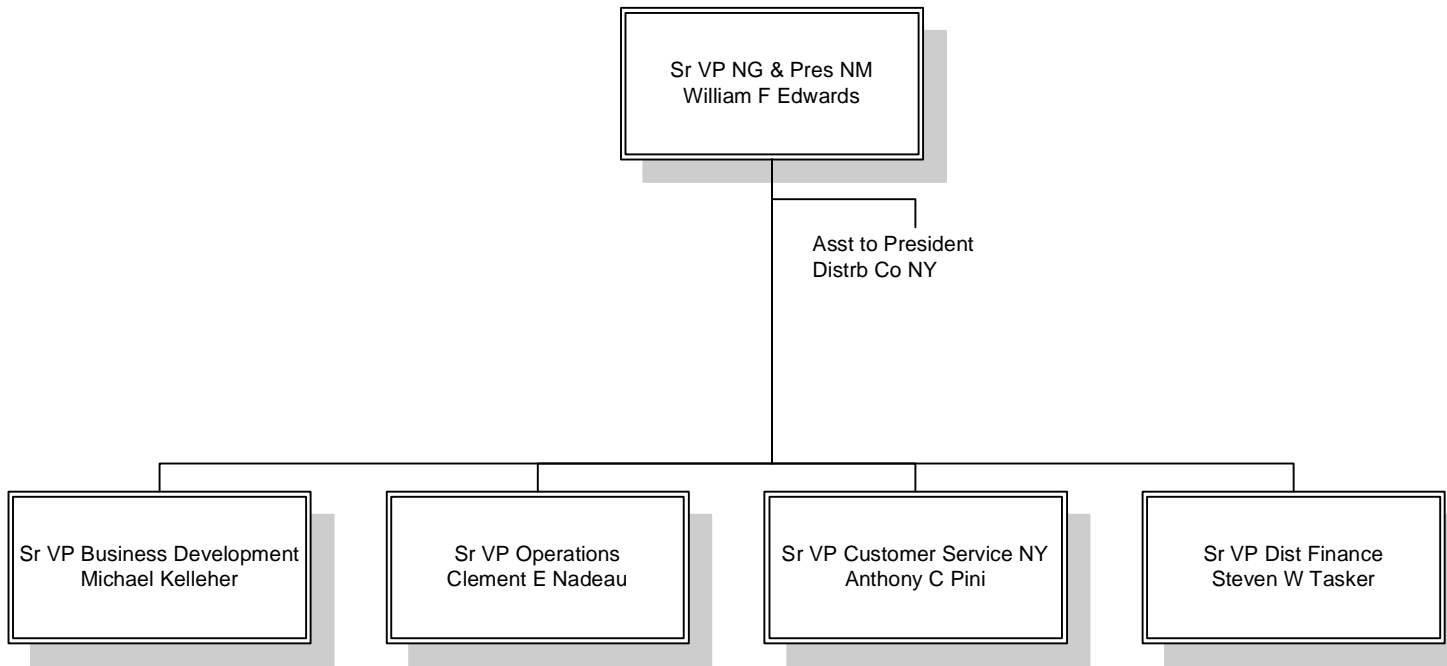 Sr VP NG & Pres NM
William F Edwards
Asst to President
Distrb Co NY
Sr VP Business Development
Michael Kelleher
Sr VP Operations
Clement E Nadeau
Sr VP Customer Service NY
Anthony C Pini
Sr VP Dist Finance
Steven W Tasker